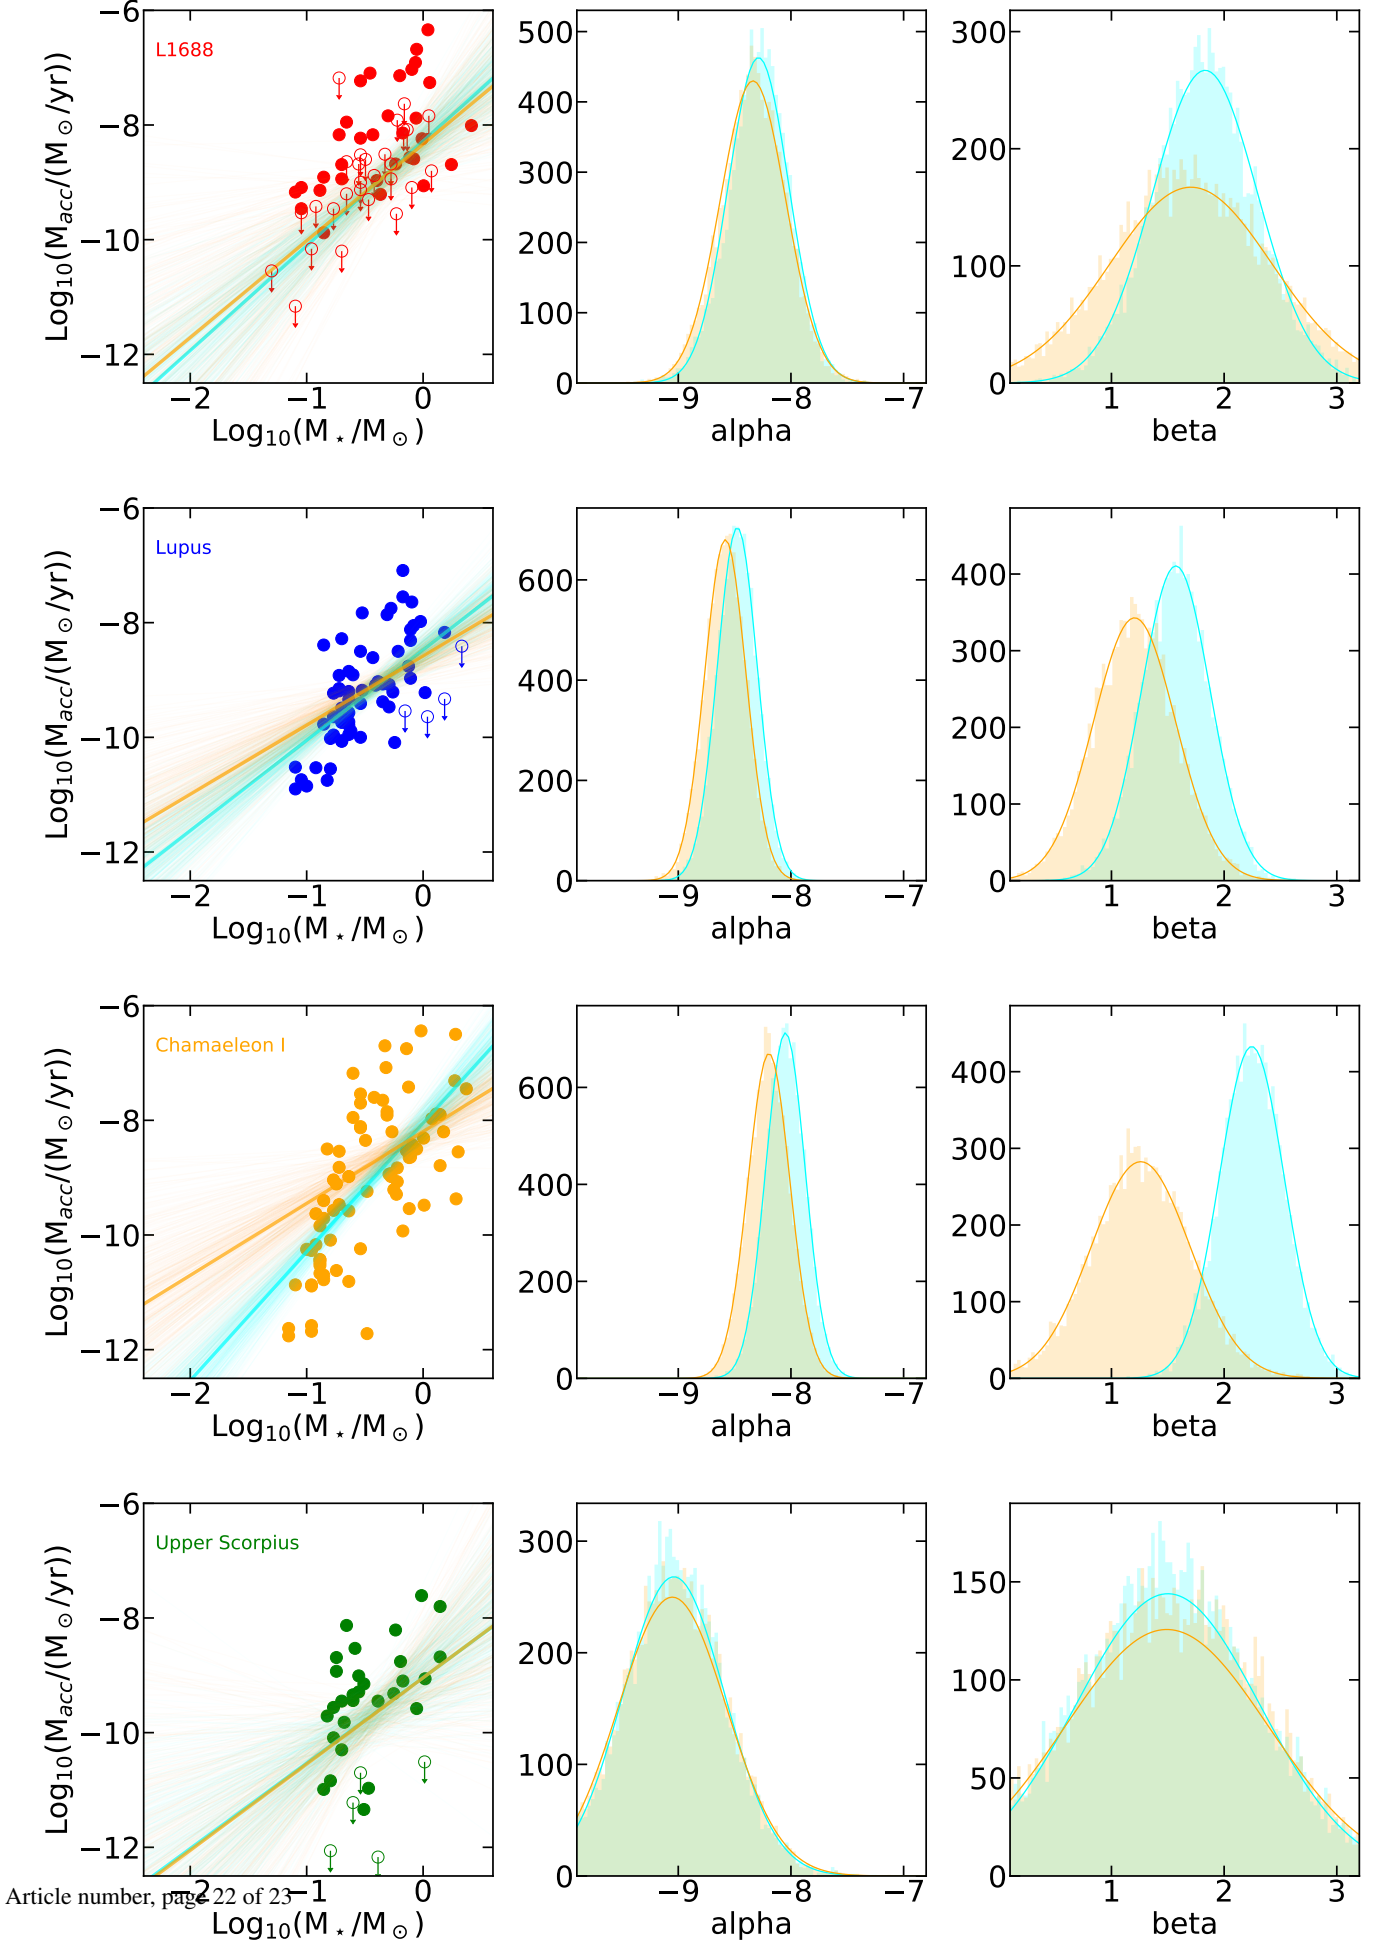 −6
−8
−10
−12
Log10(Macc/(M⊙/yr))
L1688
−2 −1 0
Log10(M⋆/M⊙)
500
400
300
200
100
0
−9 −8 −7
alpha
300
200
100
0
1 2 3
beta
−6
−8
−10
−12
Log10(Macc/(M⊙/yr))
Lupus
−2 −1 0
Log10(M⋆/M⊙)
600
400
200
0
−9 −8 −7
alpha
400
300
200
100
0
1 2 3
beta
−6
−8
−10
−12
Log10(Macc/(M⊙/yr))
Chamaeleon I
−2 −1 0
Log10(M⋆/M⊙)
600
400
200
0
−9 −8 −7
alpha
400
300
200
100
0
1 2 3
beta
−6
−8
−10
−12
Log10(Macc/(M⊙/yr))
Upper Scorpius
−2 −1 0
Log10(M⋆/M⊙)
300
200
100
0
−9 −8 −7
alpha
150
100
50
0
1 2 3
beta
Article number, page 22 of 23